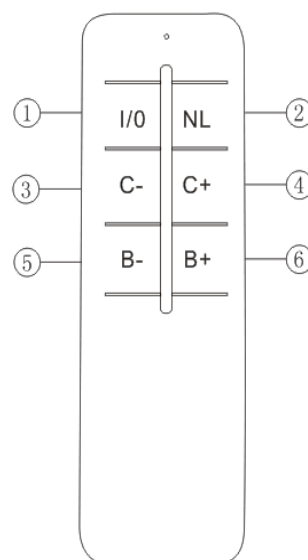 ① I/0 NL ②
③ C- C+ ④
⑤ B- B+ ⑥